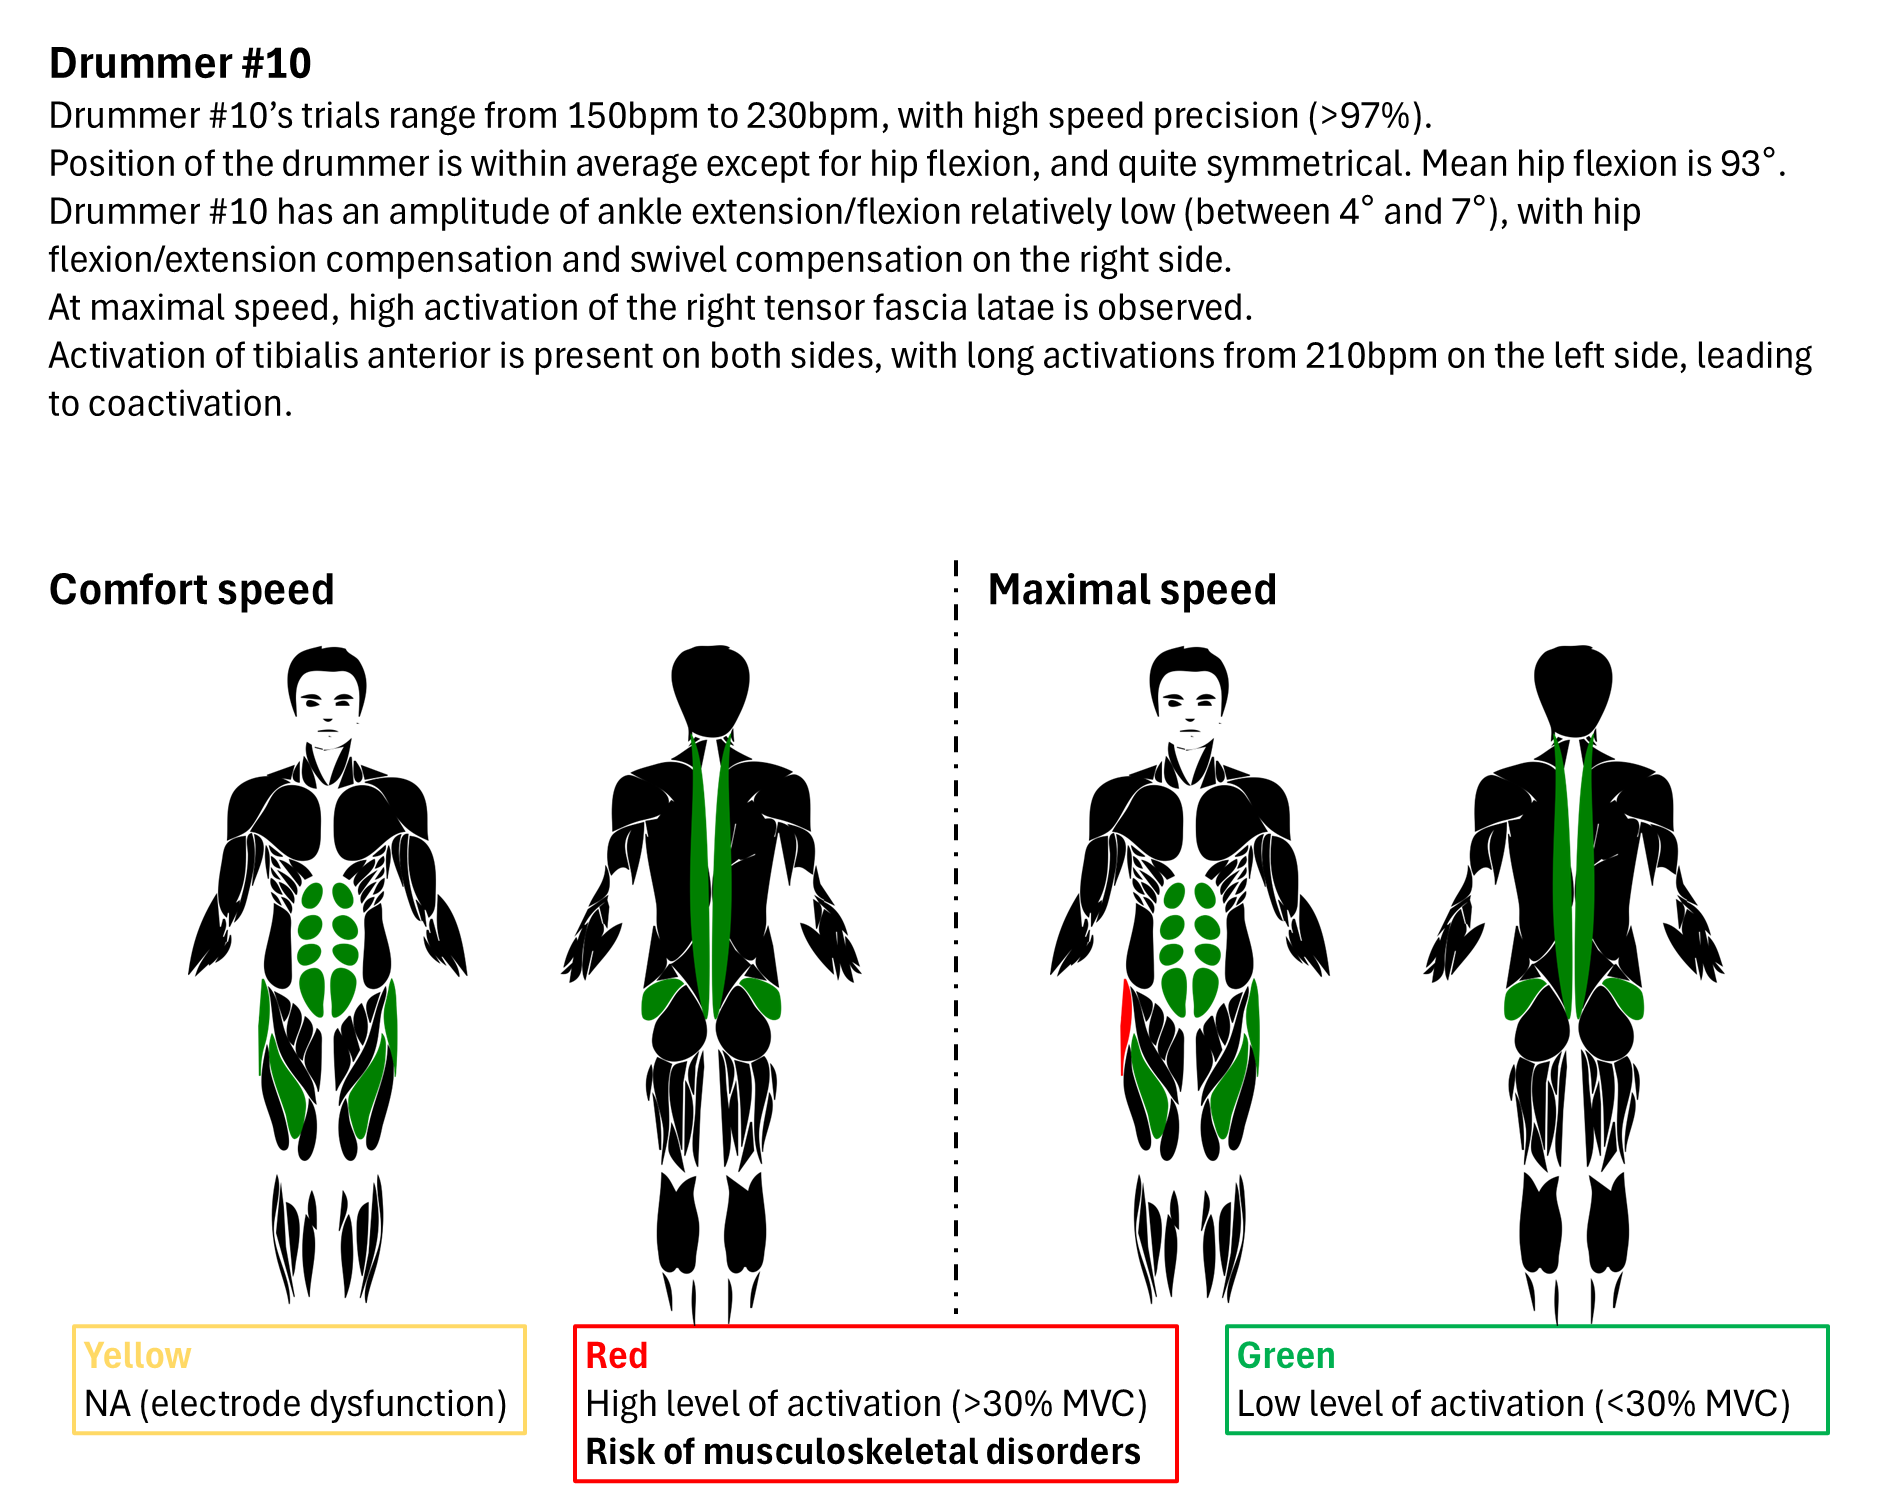 Drummer #10
Drummer #10’s trials range from 150bpm to 230bpm, with high speed precision (>97%).
Position of the drummer is within average except for hip flexion, and quite symmetrical. Mean hip flexion is 93°.
Drummer #10 has an amplitude of ankle extension/flexion relatively low (between 4° and 7°), with hip
flexion/extension compensation and swivel compensation on the right side.
At maximal speed, high activation of the right tensor fascia latae is observed.
Activation of tibialis anterior is present on both sides, with long activations from 210bpm on the left side, leading
to coactivation.
Comfort speed
Maximal speed
Yellow
NA (electrode dysfunction)
Red
High level of activation (>30% MVC)
Risk of musculoskeletal disorders
Green
Low level of activation (<30% MVC)